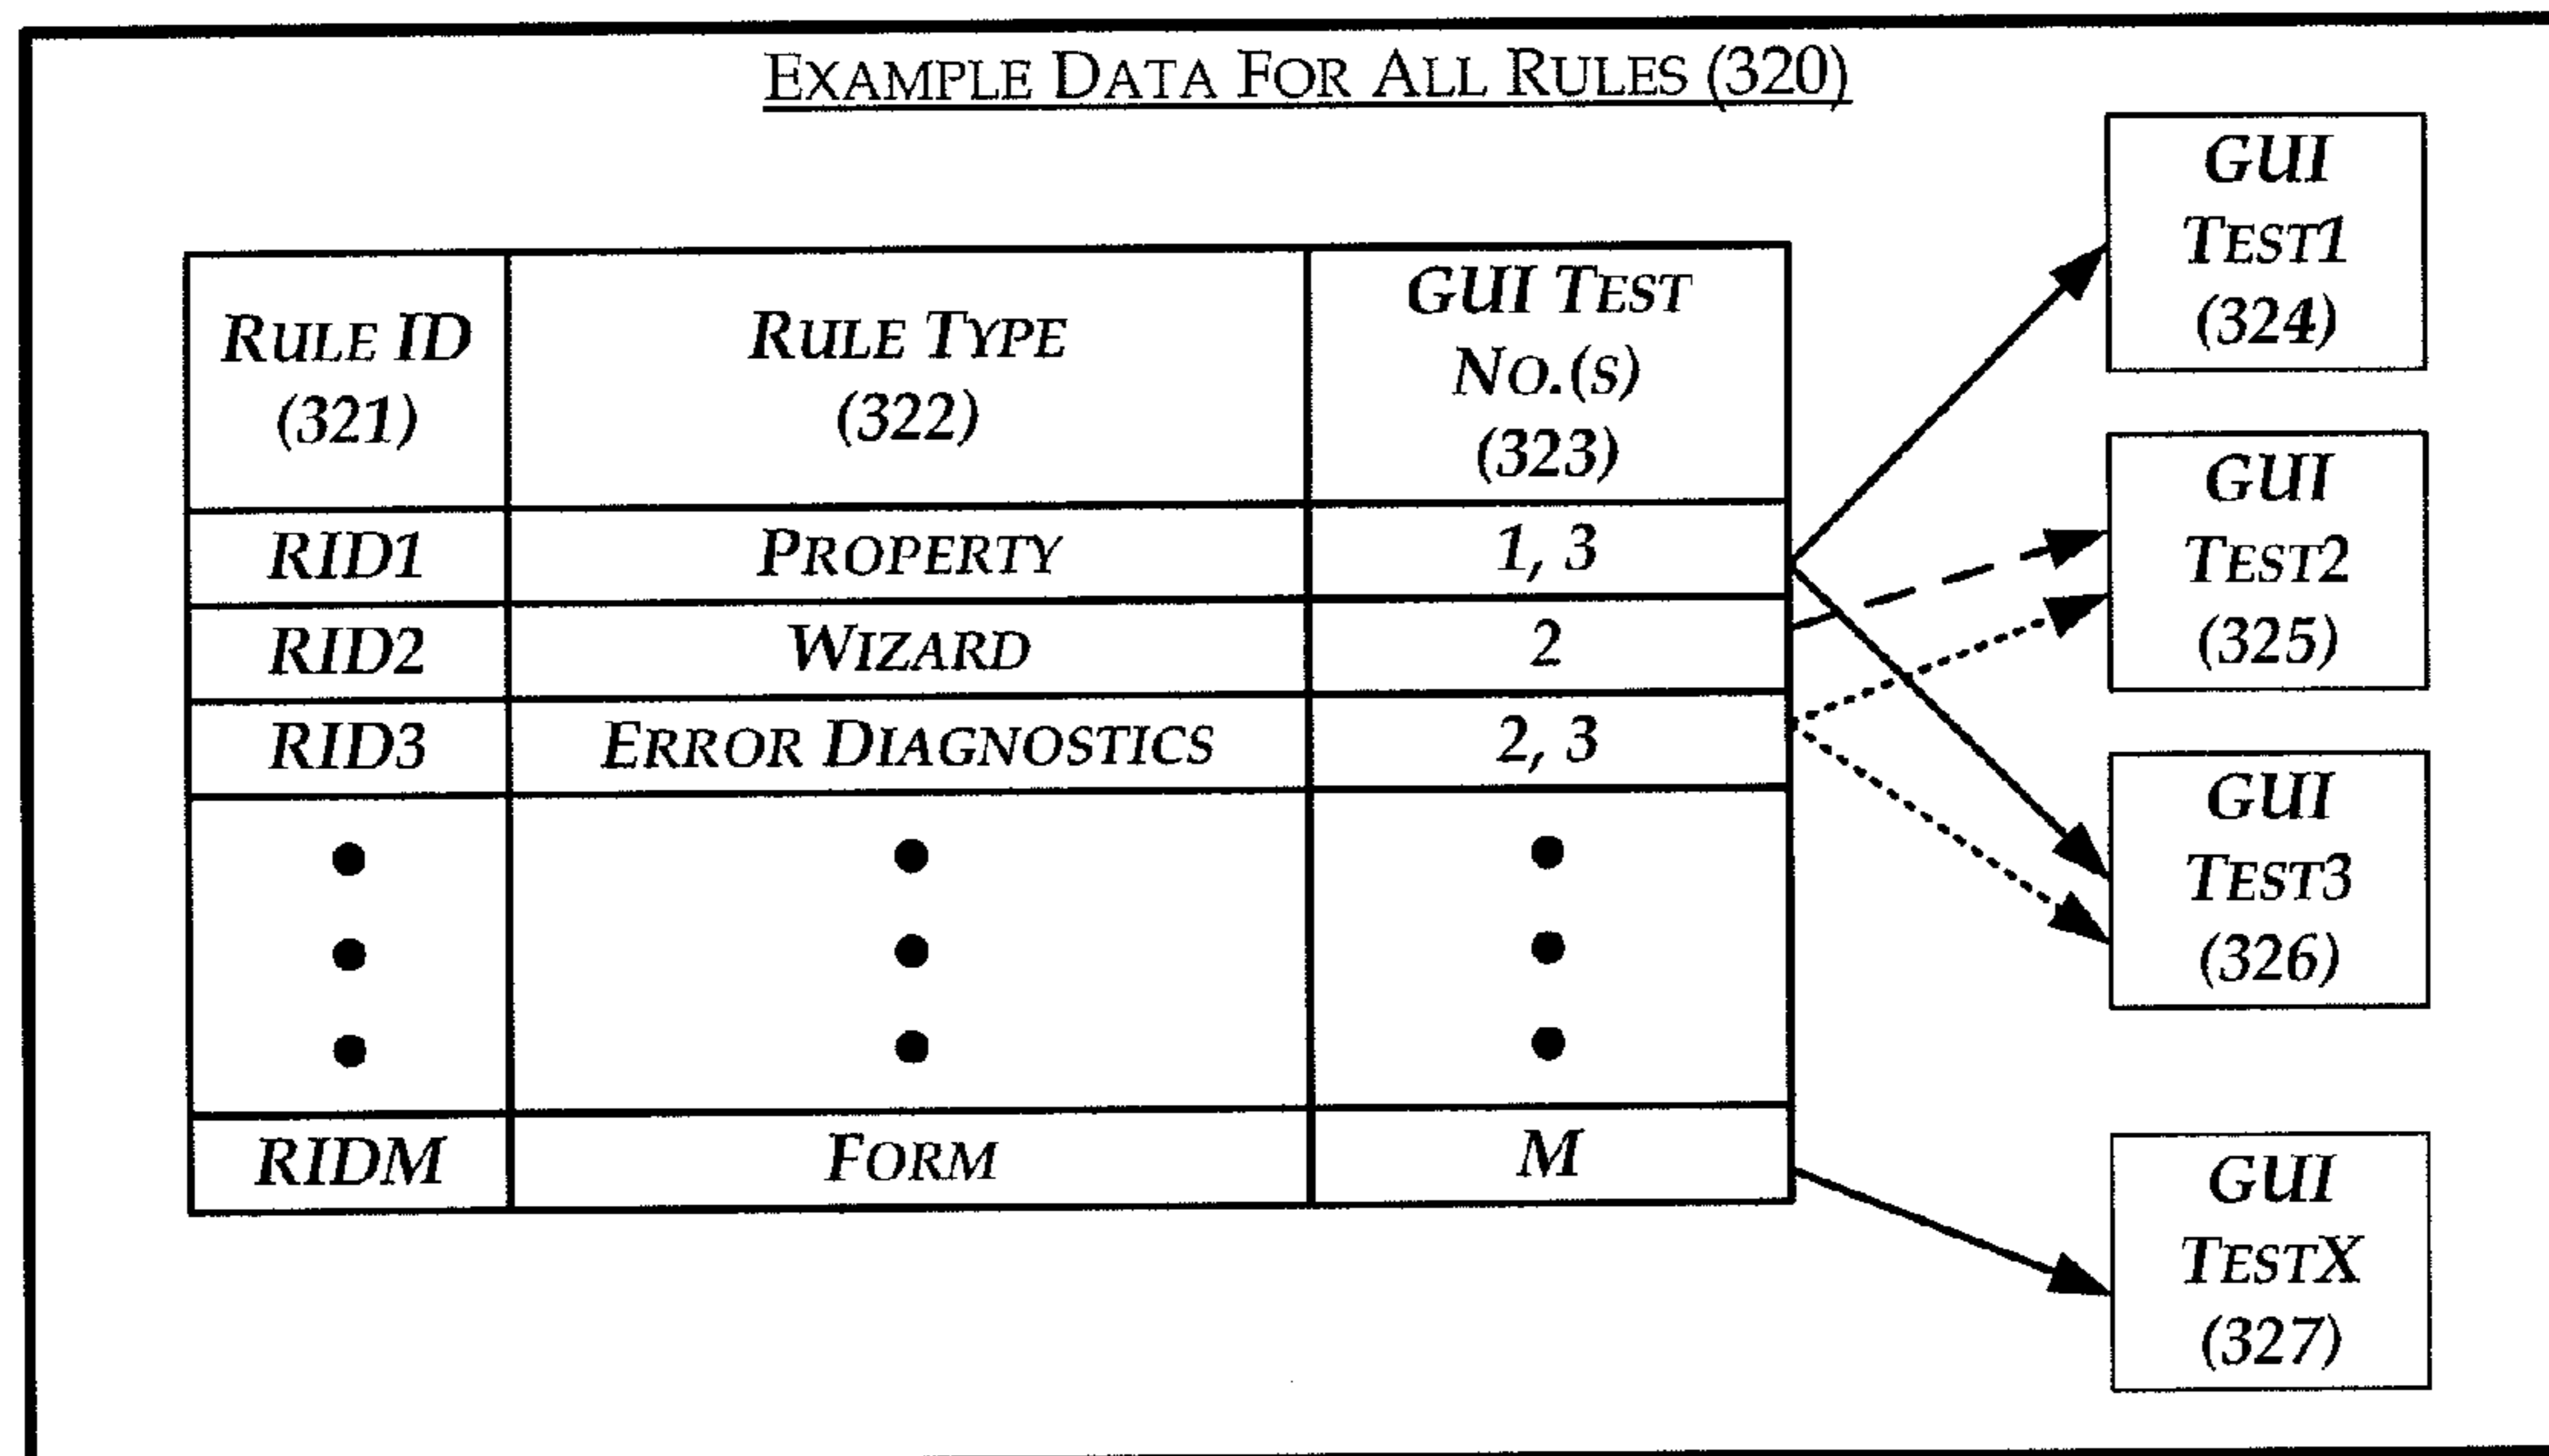 EXAMPLE DATA FOR ALL RULES (320)
RULE ID
(321)
RULE TYPE
(322)
GUI TEST
NO.(S)
(323)
RID1
PROPERTY
1, 3
RID2
WIZARD
2
RID3
ERROR DIAGNOSTICS
2, 3
RIDM
FORM
M
GUI
TEST1
(324)
GUI
TEST2
(325)
GUI
TEST3
(326)
GUI
TESTX
(327)